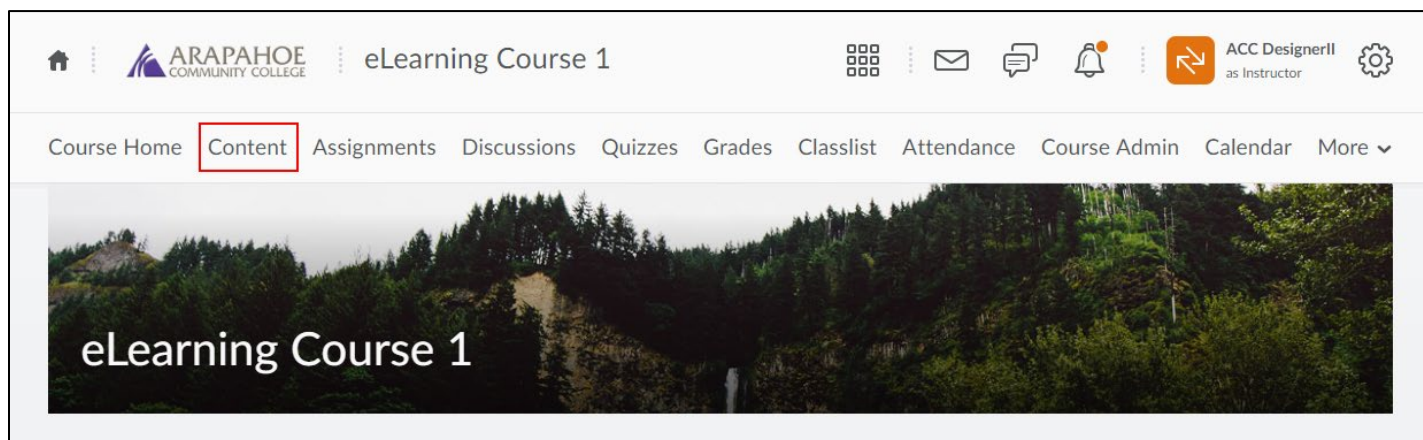 ARAPAHOE
COMMUNITY COLLEGE
eLearning Course 1
ACC DesignerII
as Instructor
Course Home Content Assignments Discussions Quizzes Grades Classlist Attendance Course Admin Calendar More
eLearning Course 1